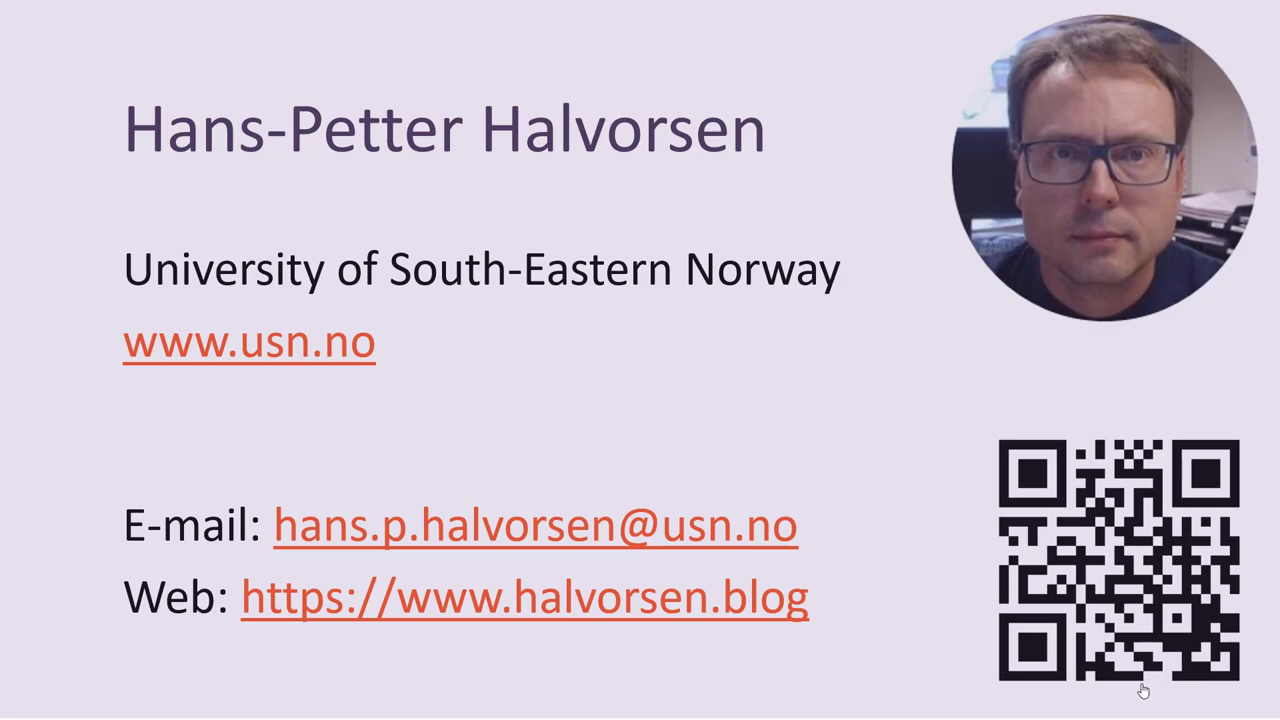 Hans-Petter Halvorsen
University of South-Eastern Norway
www.usn.no
E-mail: hans.p.halvorsen@usn.no
Web: https://www.halvorsen.blog